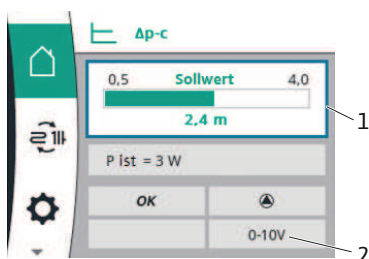 Δp-c
0,5 Sollwert 4,0
2,4 m
1
P ist = 3 W
OK
0-10V
2